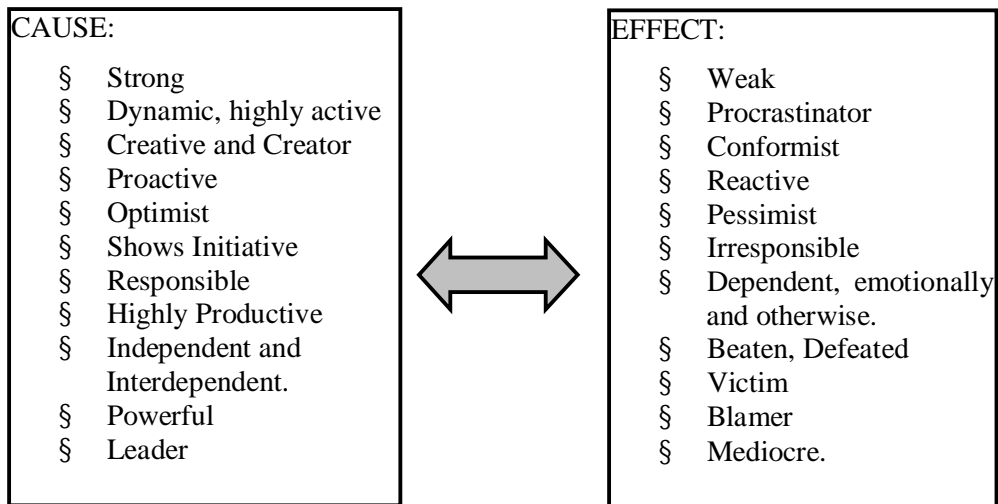 CAUSE:
§ Strong
§ Dynamic, highly active
§ Creative and Creator
§ Proactive
§ Optimist
§ Shows Initiative
§ Responsible
§ Highly Productive
§ Independent and
Interdependent.
§ Powerful
§ Leader
EFFECT:
§ Weak
§ Procrastinator
§ Conformist
§ Reactive
§ Pessimist
§ Irresponsible
§ Dependent, emotionally
and otherwise.
§ Beaten, Defeated
§ Victim
§ Blamer
§ Mediocre.